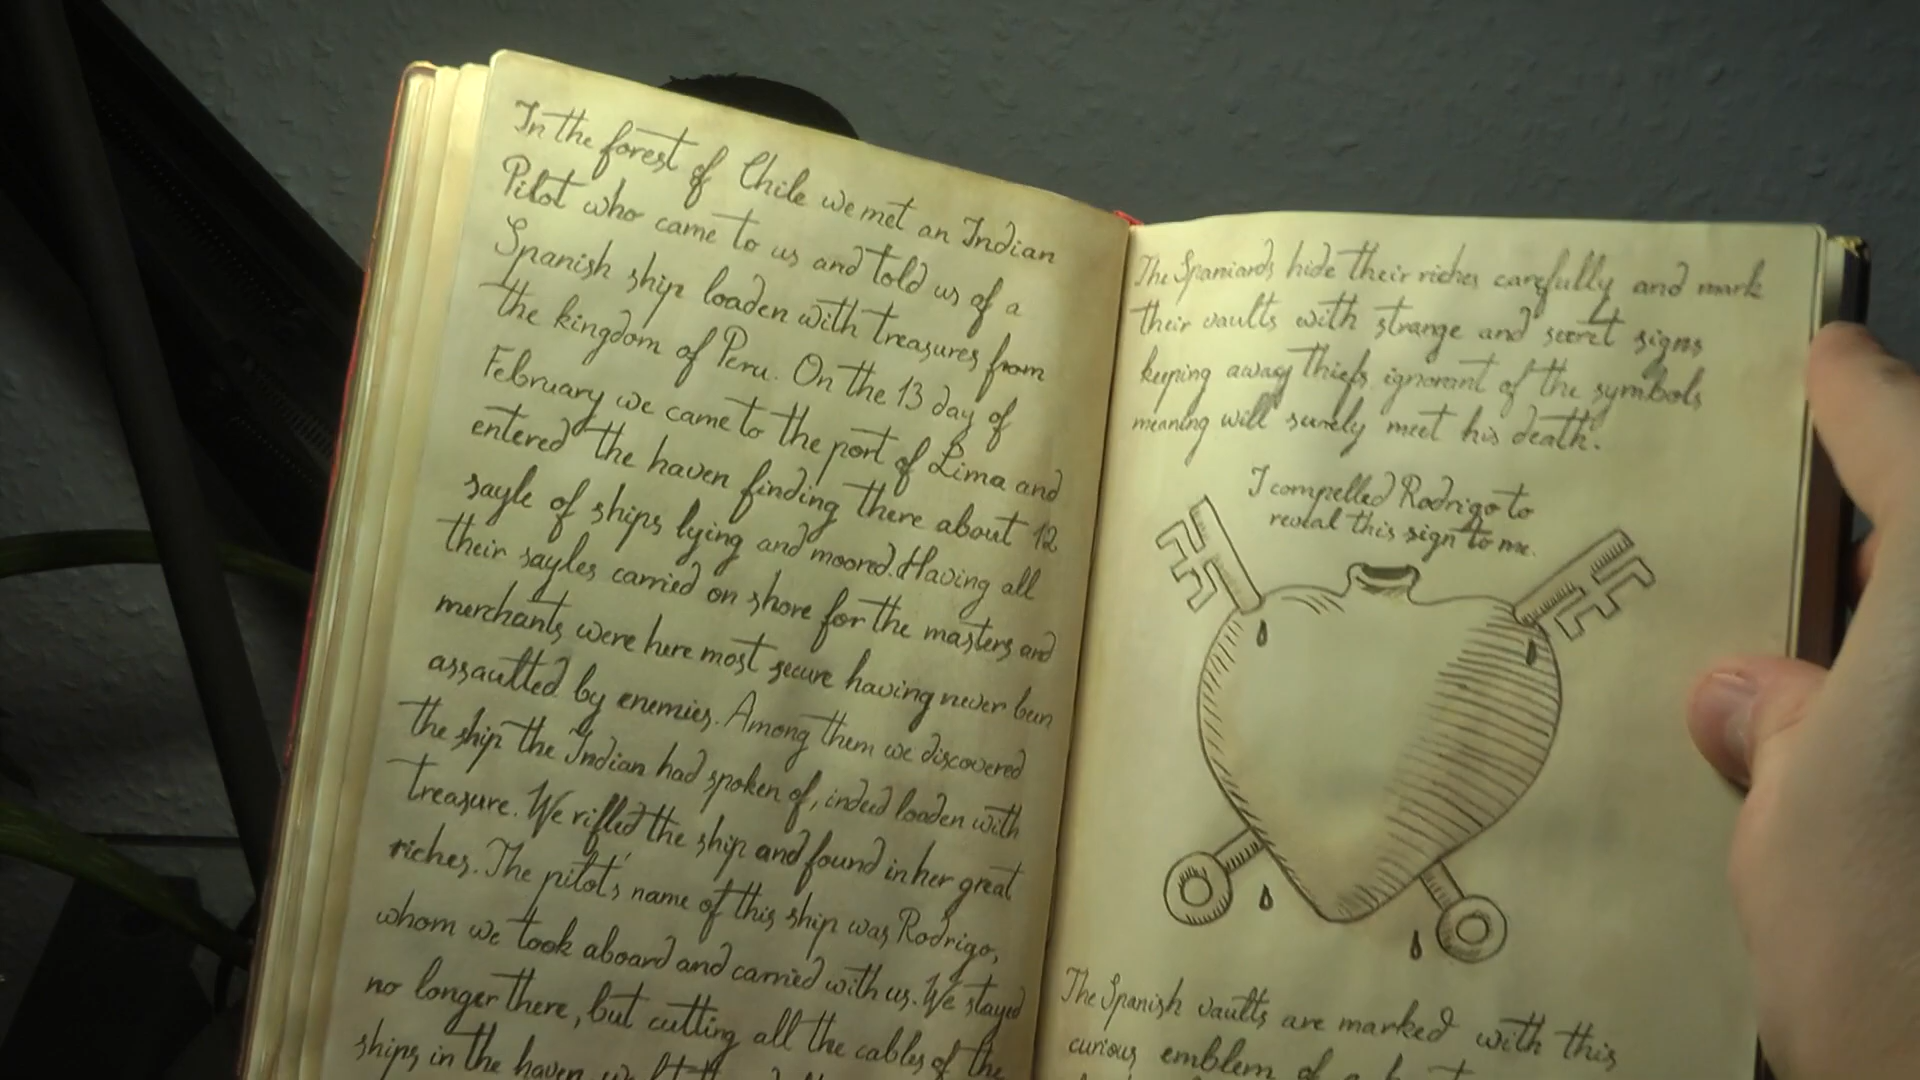 In the forest of Chile we met an Indian
Pilot who came to us and told us of a
Spanish ship loaden with treasures from
the kingdom of Peru. On the 13 day of
February we came to the port of Lima and
entered the haven finding there about 12
sayle of ships lying and moored. Having all
their sayles carried on shore for the masters and
merchants were here most secure having never been
assaulted by enemies. Among them we discovered
the ship the Indian had spoken of, indeed loaden with
treasure. We rifled the ship and found in her great
riches. The pilot's name of this ship was Rodrigo,
whom we took aboard and carried with us. We stayed
no longer there, but cutting all the cables of the
ships in the haven
The Spaniards hide their riches carefully and mark
their vaults with strange and secret signs
keeping away thiefs ignorant of the symbols
meaning will surely meet his death.
I compelled Rodrigo to
reveal this sign to me.
The Spanish vaults are marked with this
curious emblem of a